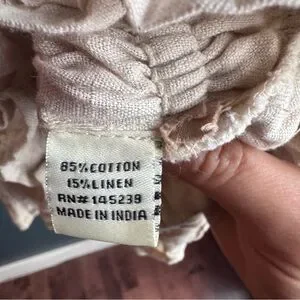 85% COTTON
15% LINEN
RN# 145239
MADE IN INDIA